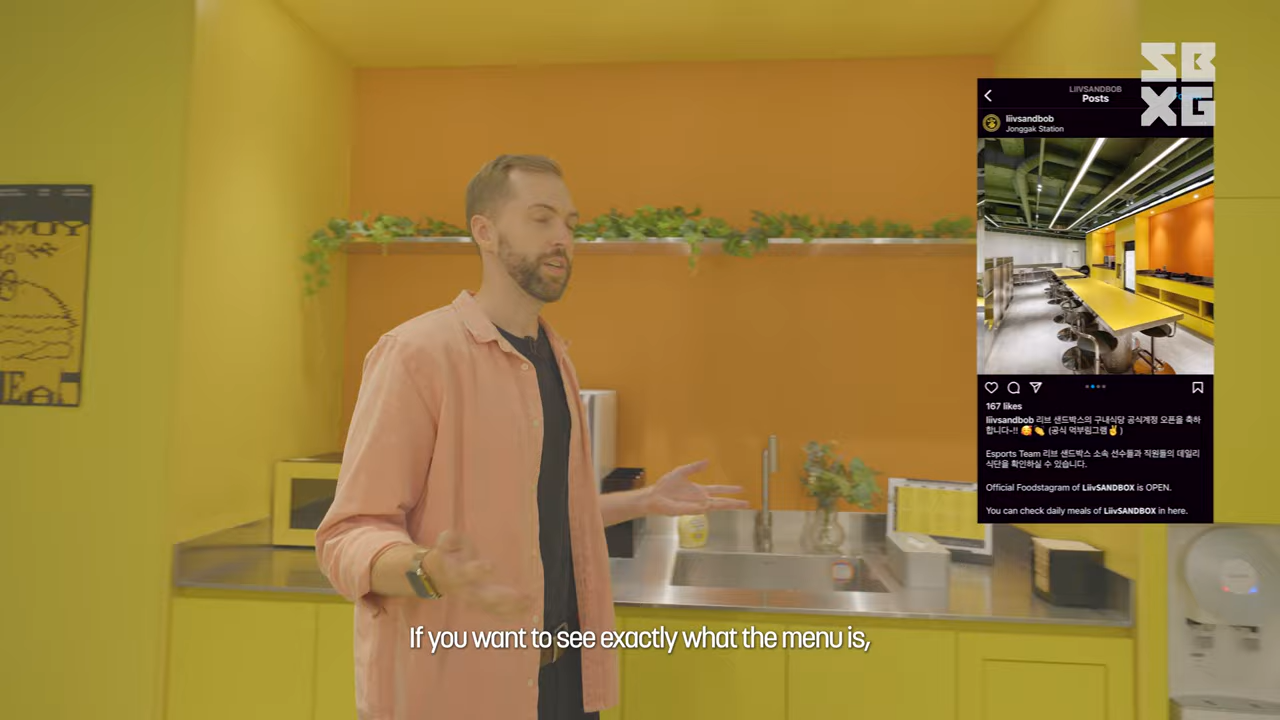 SB
XG
LIIVSANDBOB
Posts
liivsandbob
Jonggak Station
167 likes
liivsandbob 리브 샌드박스의 구내식당 공식계정 오픈을 축하
합니다~!! 🥰👏 (공식 먹부림그램✌️)
Esports Team 리브 샌드박스 소속 선수들과 직원들의 데일리
식단을 확인하실 수 있습니다.
Official Foodstagram of LiivSANDBOX is OPEN.
You can check daily meals of LiivSANDBOX in here.
If you want to see exactly what the menu is,